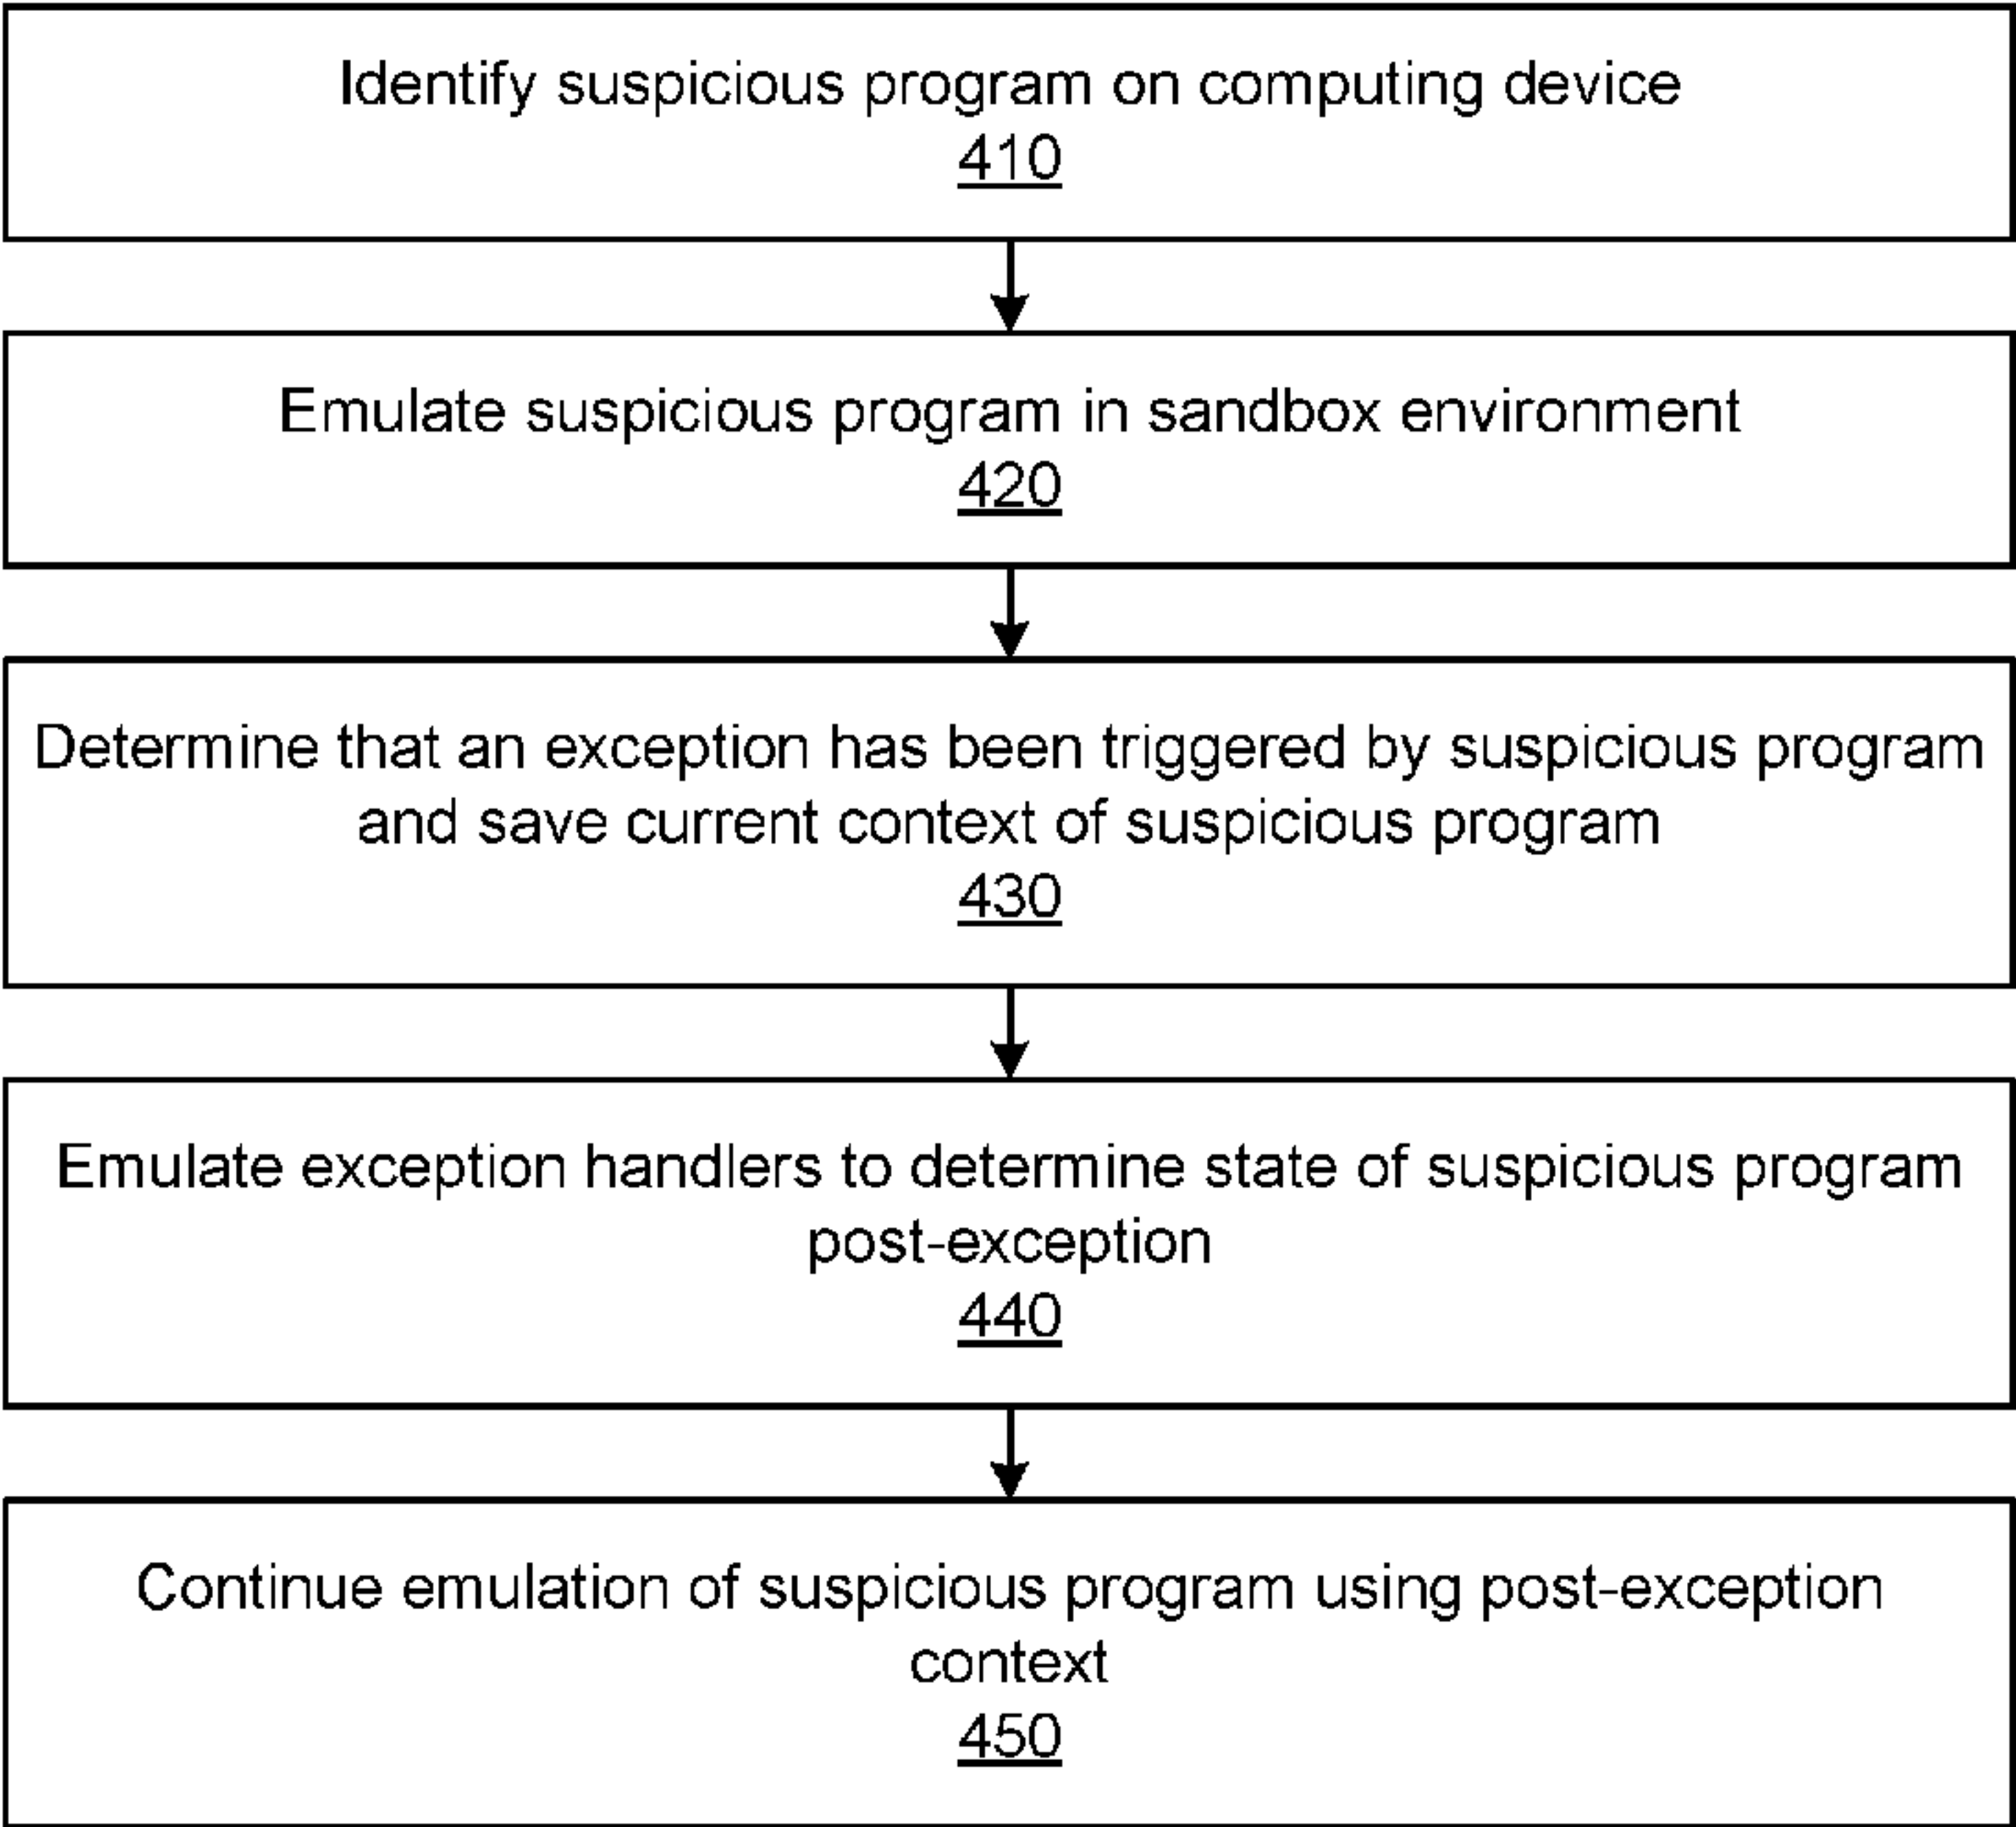 Identify suspicious program on computing device
410
Emulate suspicious program in sandbox environment
420
Determine that an exception has been triggered by suspicious program
and save current context of suspicious program
430
Emulate exception handlers to determine state of suspicious program
post-exception
440
Continue emulation of suspicious program using post-exception
context
450